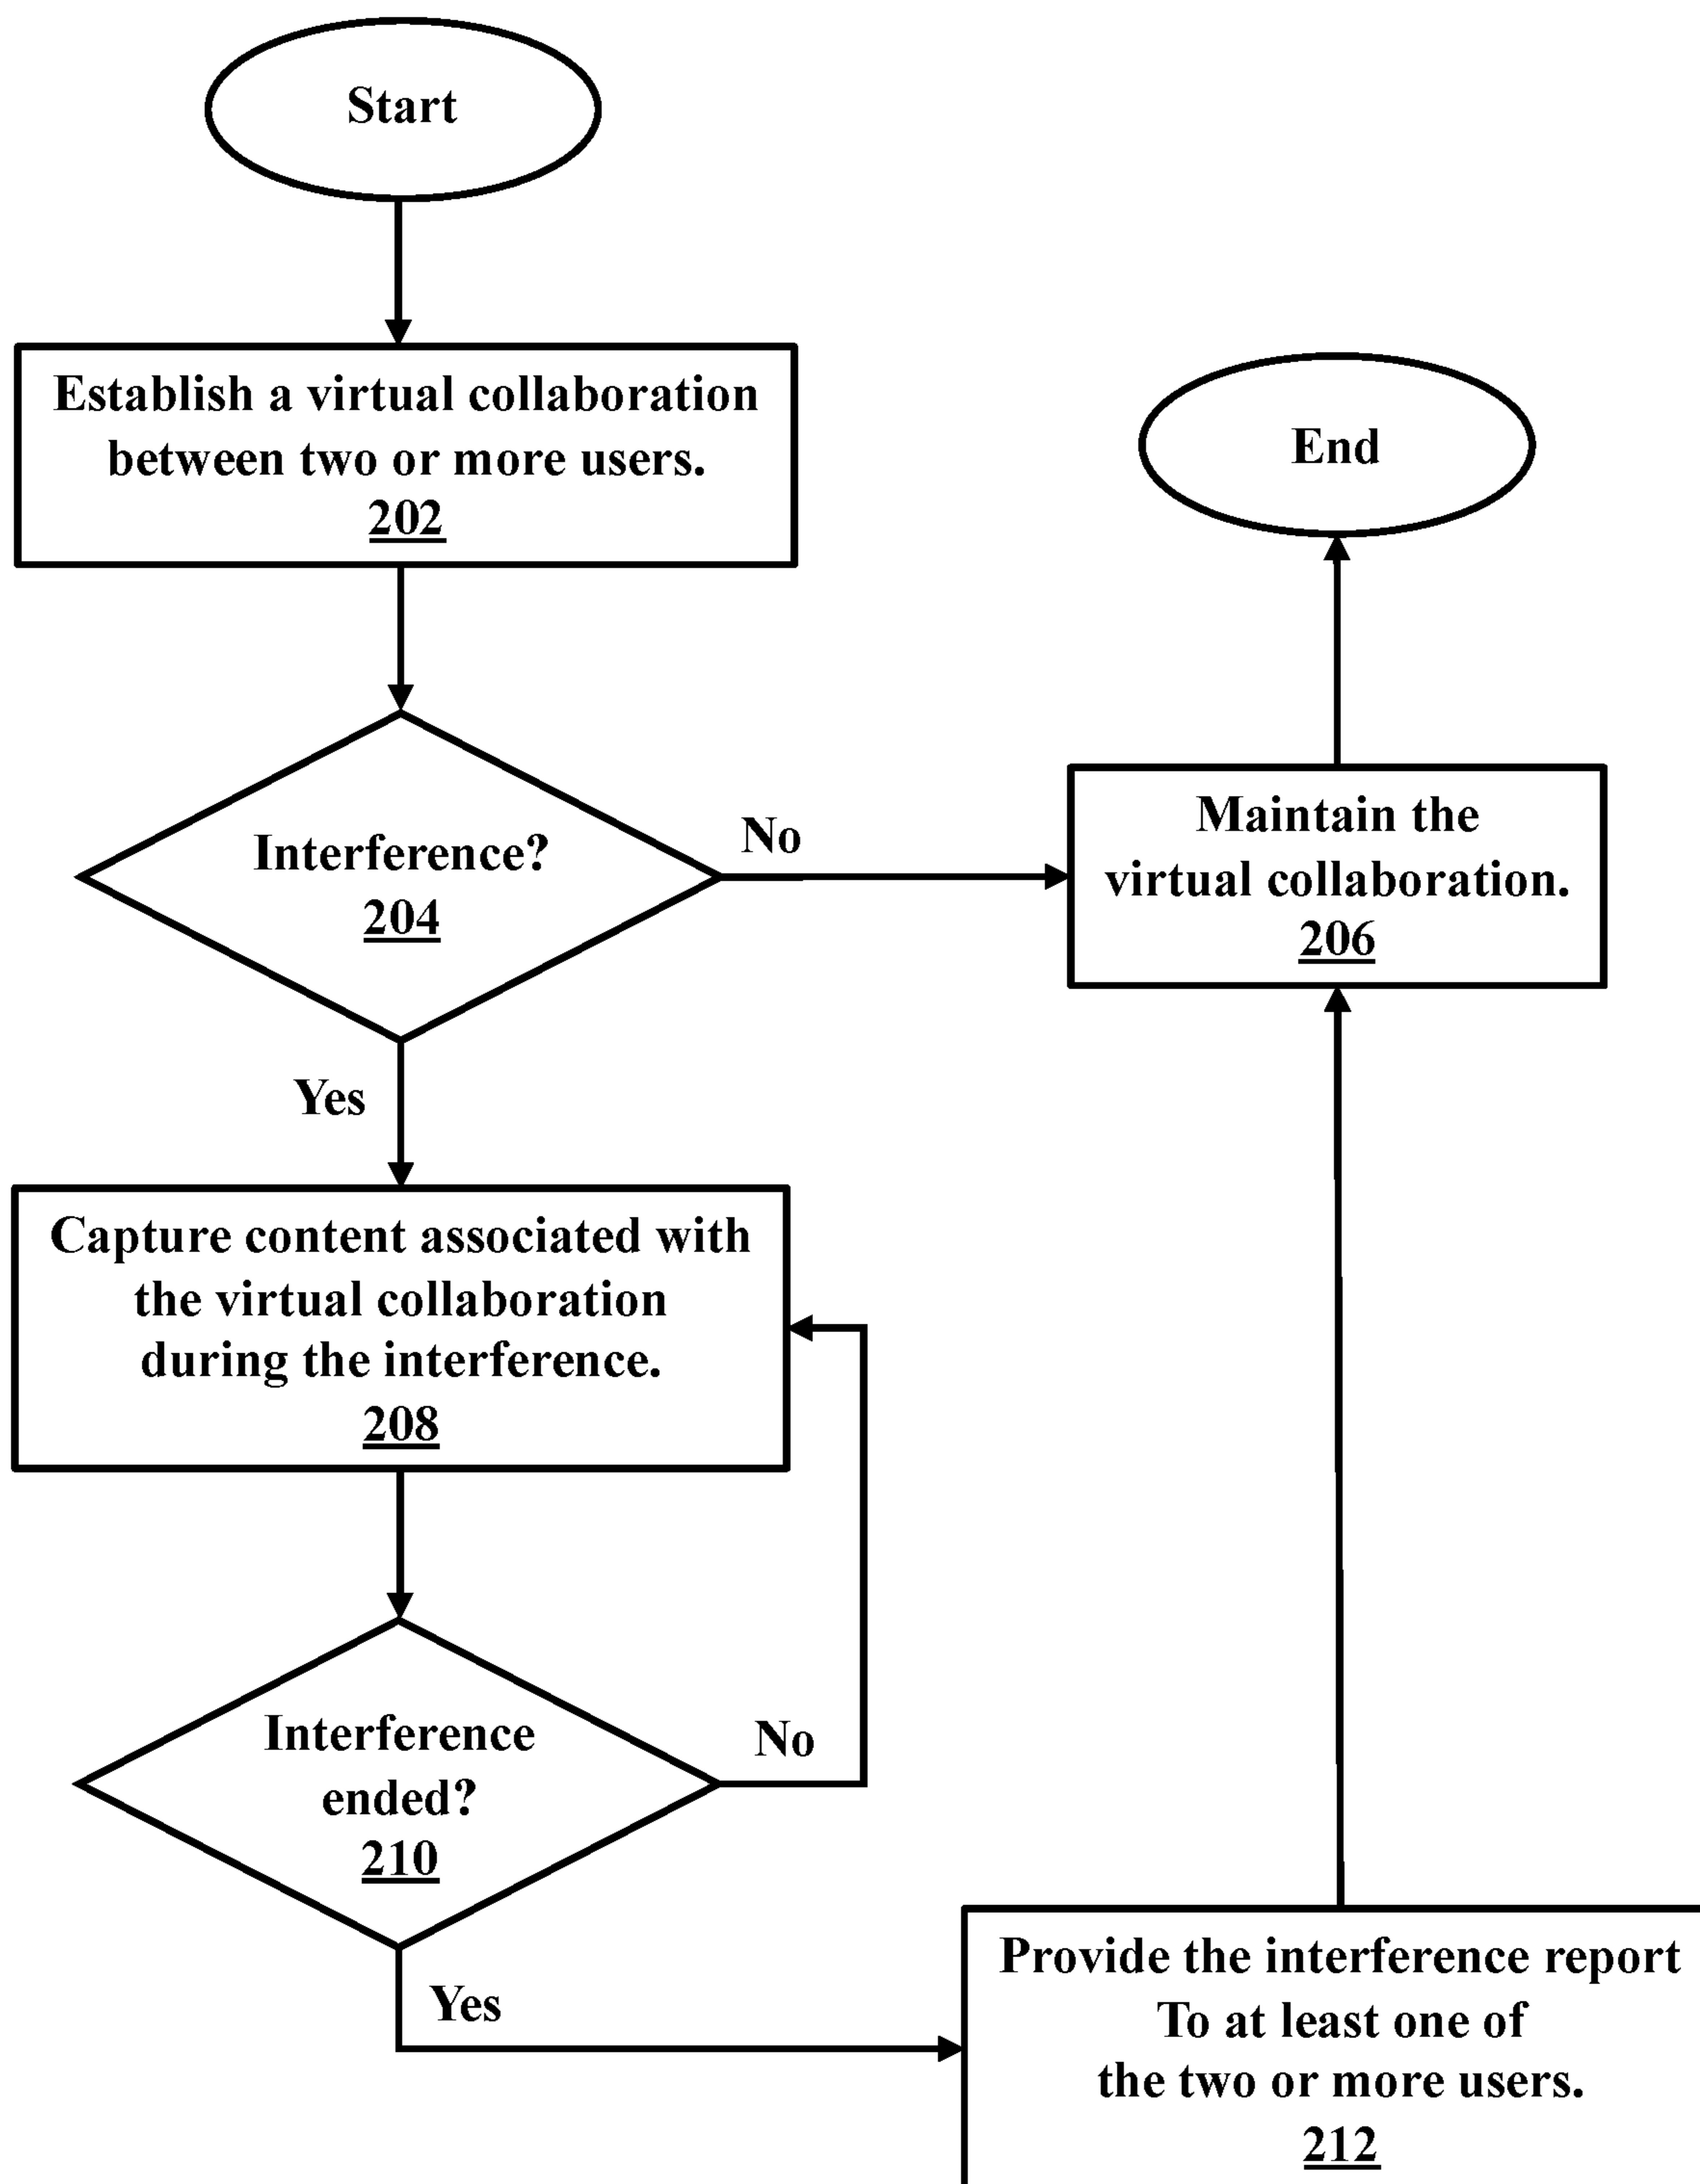 Start
Establish a virtual collaboration
between two or more users.
202
End
Interference?
204
No
Maintain the
virtual collaboration.
206
Yes
Capture content associated with
the virtual collaboration
during the interference.
208
Interference
ended?
210
No
Yes
Provide the interference report
To at least one of
the two or more users.
212